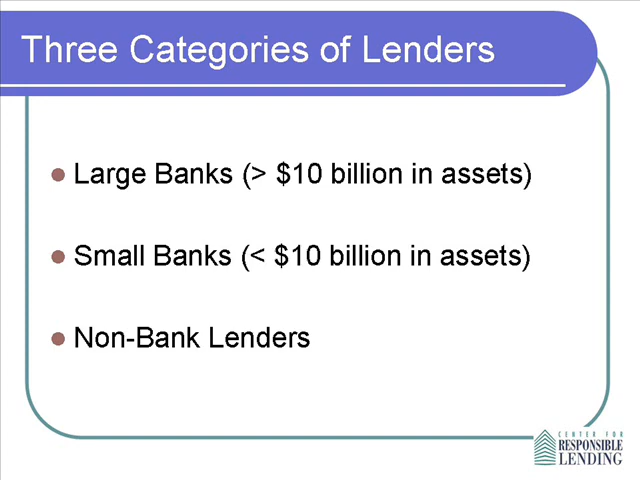 Three Categories of Lenders
Large Banks (> $10 billion in assets)
Small Banks (< $10 billion in assets)
Non-Bank Lenders
CENTER FOR
RESPONSIBLE
LENDING